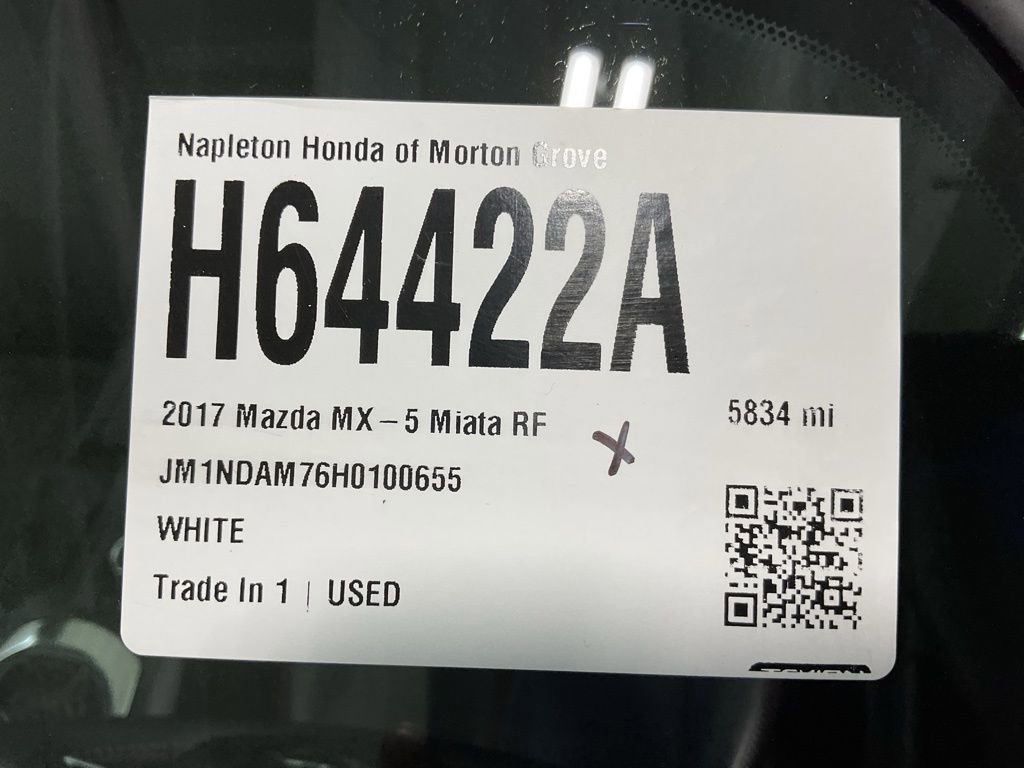 Napleton Honda of Morton Grove
H64422A
2017 Mazda MX-5 Miata RF
5834 mi
X
JM1NDAM76H0100655
WHITE
Trade In 1 | USED